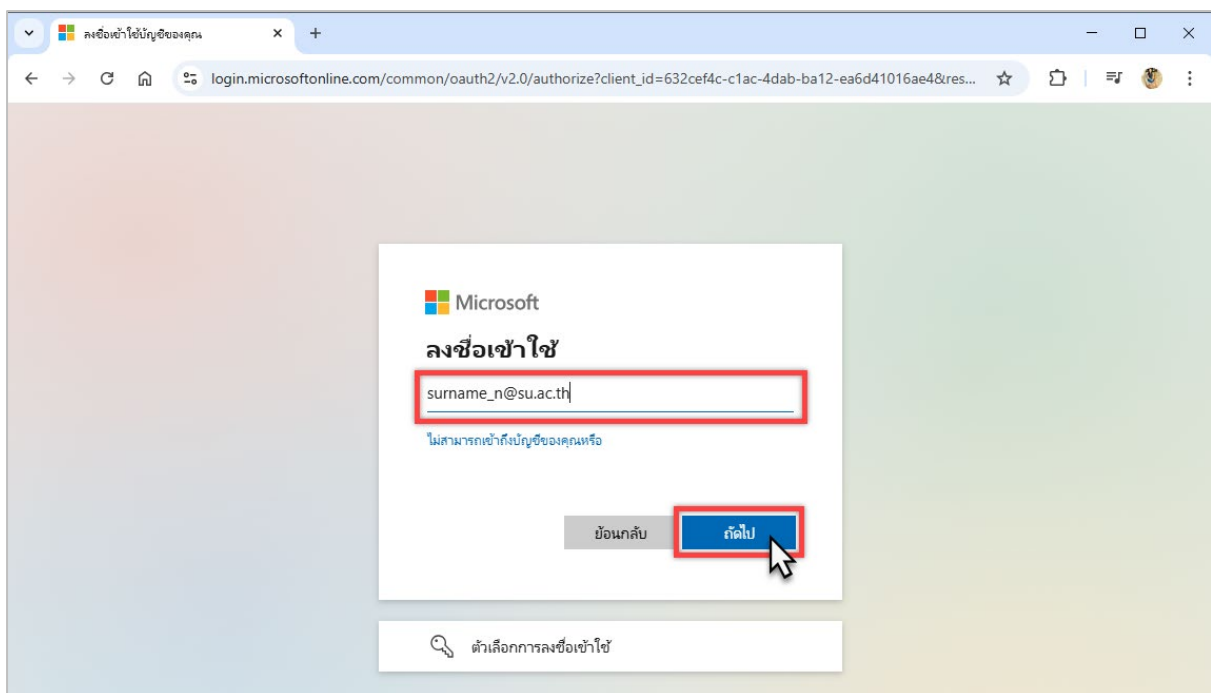 ลงชื่อเข้าใช้บัญชีของคุณ
login.microsoftonline.com/common/oauth2/v2.0/authorize?client_id=632cef4c-c1ac-4dab-ba12-ea6d41016ae4&res...
Microsoft
ลงชื่อเข้าใช้
surname_n@su.ac.th
ไม่สามารถเข้าถึงบัญชีของคุณหรือ
ย้อนกลับ ถัดไป
ตัวเลือกการลงชื่อเข้าใช้